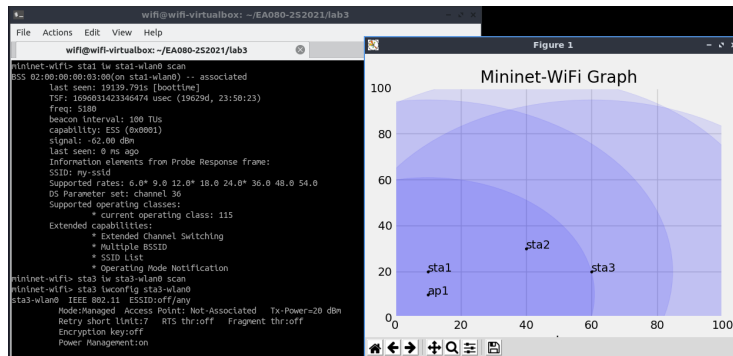 wifi@wifi-virtualbox: ~/EA080-2S2021/lab3
File Actions Edit View Help
wifi@wifi-virtualbox: ~/EA080-2S2021/lab3
mininet-wifi> sta1 iw sta1-wlan0 scan
BSS 02:00:00:00:03:00(on sta1-wlan0) -- associated
last seen: 19139.791s [boottime]
TSF: 1696031423346474 usec (19629d, 23:50:23)
freq: 5180
beacon interval: 100 TUs
capability: ESS (0x0001)
signal: -62.00 dBm
last seen: 0 ms ago
Information elements from Probe Response frame:
SSID: my-ssid
Supported rates: 6.0* 9.0 12.0* 18.0 24.0* 36.0 48.0 54.0
DS Parameter set: channel 36
Supported operating classes:
* current operating class: 115
Extended capabilities:
* Extended Channel Switching
* Multiple BSSID
* SSID List
* Operating Mode Notification
mininet-wifi> sta3 iw sta3-wlan0 scan
mininet-wifi> sta3 iwconfig sta3-wlan0
sta3-wlan0 IEEE 802.11 ESSID:off/any
Mode:Managed Access Point: Not-Associated Tx-Power=20 dBm
Retry short limit:7 RTS thr:off Fragment thr:off
Encryption key:off
Power Management:on
Figure 1
Mininet-WiFi Graph
100
80
60
40
20
0
sta2
sta1
sta3
ap1
0 20 40 60 80 100